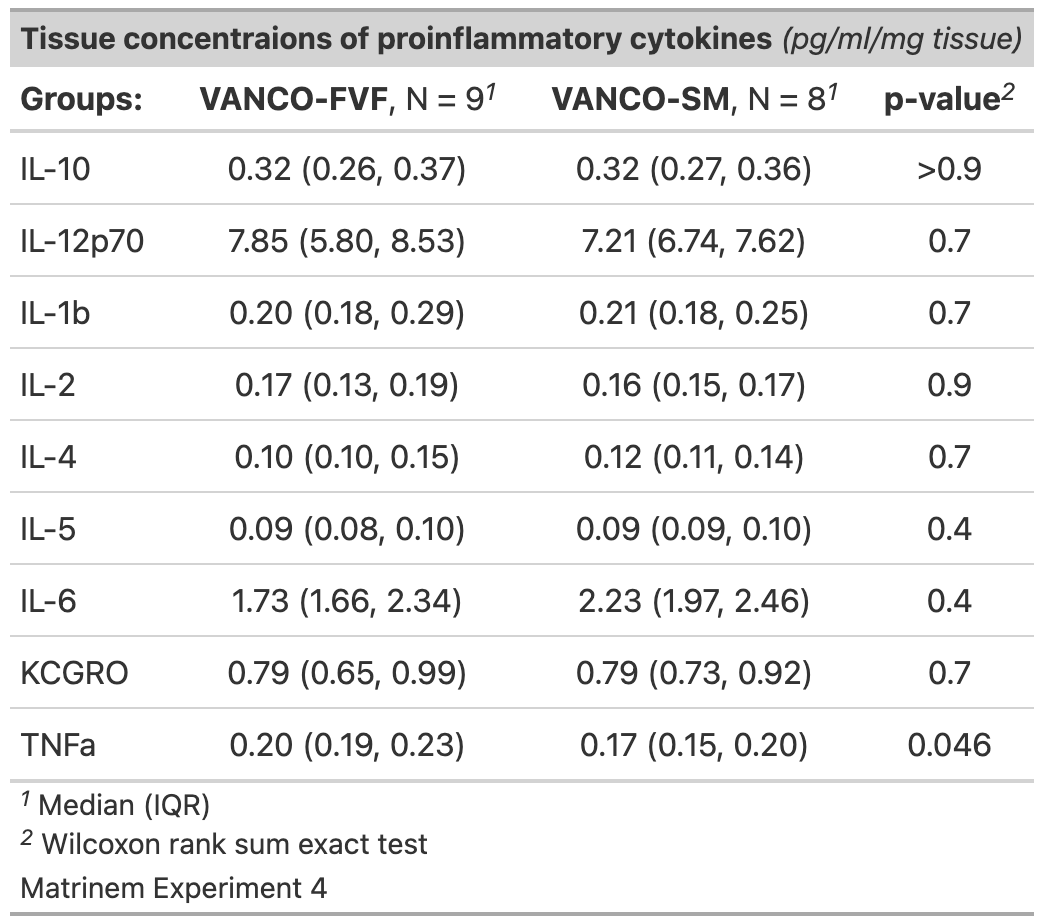 Tissue concentraions of proinflammatory cytokines (pg/ml/mg tissue)
Groups: VANCO-FVF, N = 9¹ VANCO-SM, N = 8¹ p-value²
IL-10 0.32 (0.26, 0.37) 0.32 (0.27, 0.36) >0.9
IL-12p70 7.85 (5.80, 8.53) 7.21 (6.74, 7.62) 0.7
IL-1b 0.20 (0.18, 0.29) 0.21 (0.18, 0.25) 0.7
IL-2 0.17 (0.13, 0.19) 0.16 (0.15, 0.17) 0.9
IL-4 0.10 (0.10, 0.15) 0.12 (0.11, 0.14) 0.7
IL-5 0.09 (0.08, 0.10) 0.09 (0.09, 0.10) 0.4
IL-6 1.73 (1.66, 2.34) 2.23 (1.97, 2.46) 0.4
KCGRO 0.79 (0.65, 0.99) 0.79 (0.73, 0.92) 0.7
TNFa 0.20 (0.19, 0.23) 0.17 (0.15, 0.20) 0.046
¹ Median (IQR)
² Wilcoxon rank sum exact test
Matrinem Experiment 4